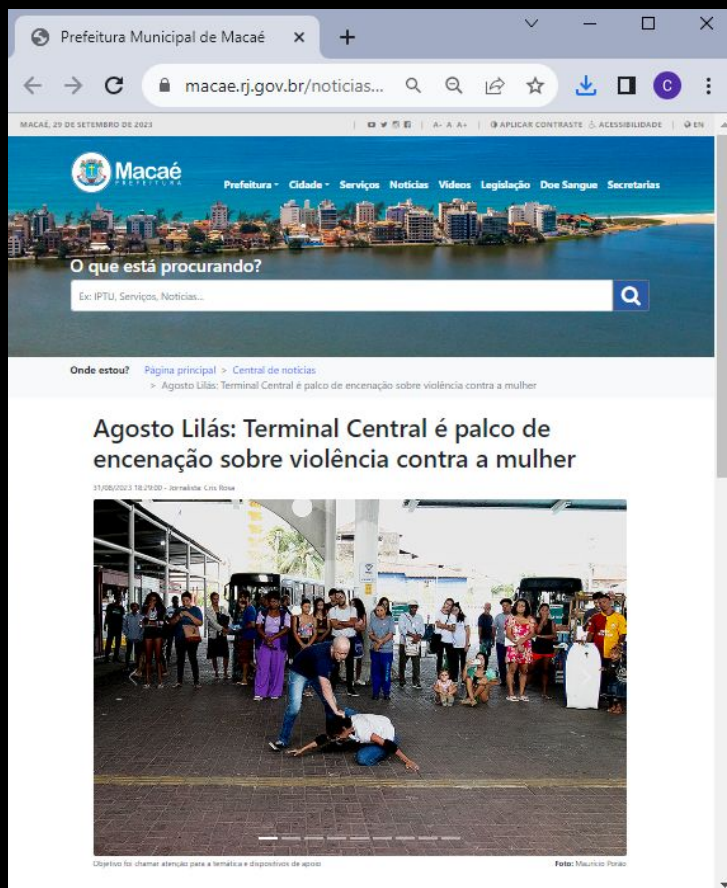 Prefeitura Municipal de Macaé
macae.rj.gov.br/noticias...
C
MACAÉ, 29 DE SETEMBRO DE 2023 | | A- A A+ | APLICAR CONTRASTE ACESSIBILIDADE | EN
Macaé
PREFEITURA
Prefeitura Cidade Serviços Notícias Vídeos Legislação Doe Sangue Secretarias
O que está procurando?
Ex: IPTU, Serviços, Notícias...
Onde estou? Página principal > Central de notícias
> Agosto Lilás: Terminal Central é palco de encenação sobre violência contra a mulher
Agosto Lilás: Terminal Central é palco de
encenação sobre violência contra a mulher
31/08/2023 18:29:00 - Jornalista: Cris Rosa
Objetivo foi chamar atenção para a temática e dispositivos de apoio
Foto: Maurício Porão